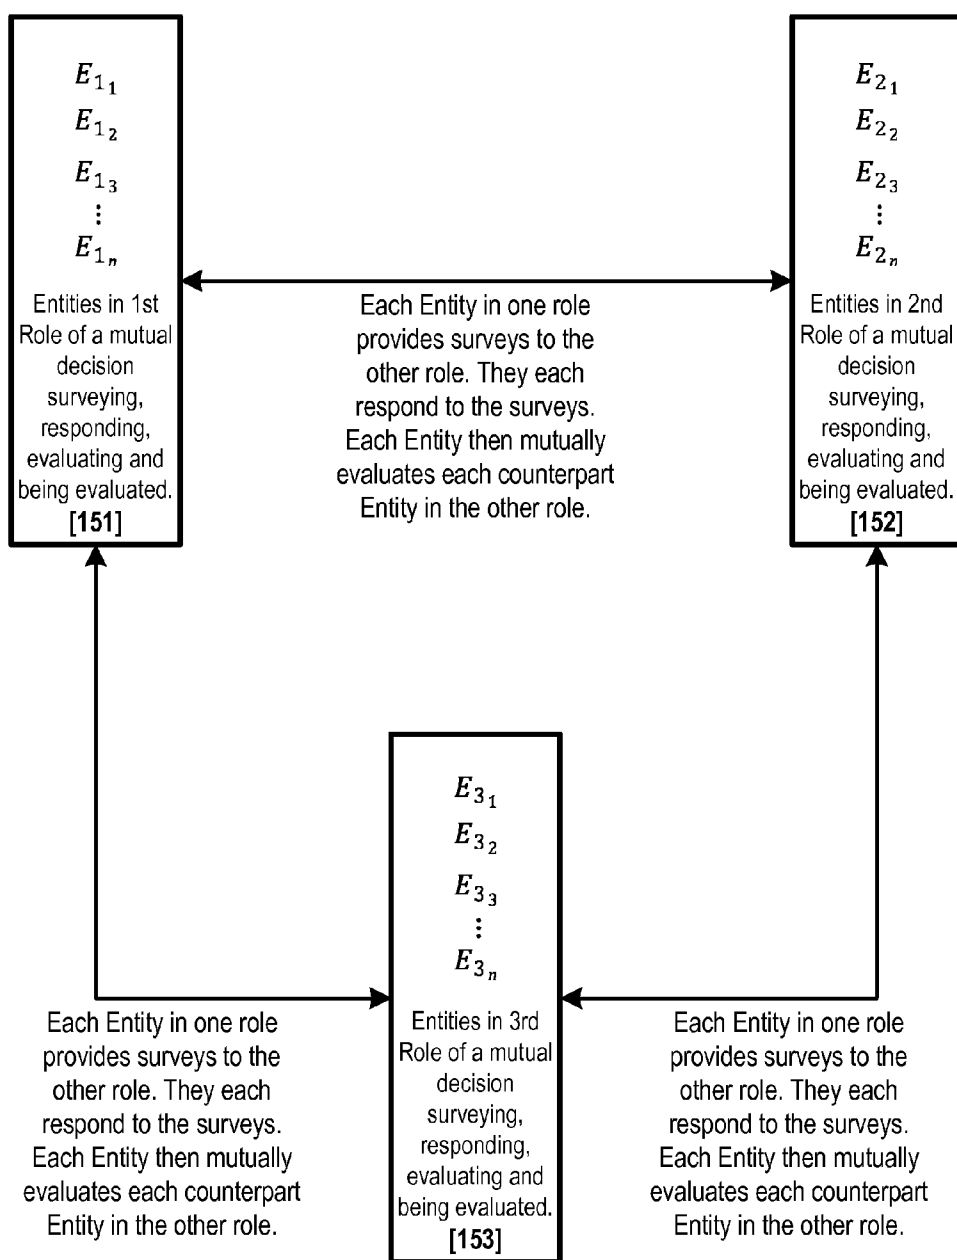 E₁₁
E₁₂
E₁₃
⋮
E₁ₙ
Entities in 1st
Role of a mutual
decision
surveying,
responding,
evaluating and
being evaluated.
[151]
Each Entity in one role
provides surveys to the
other role. They each
respond to the surveys.
Each Entity then mutually
evaluates each counterpart
Entity in the other role.
E₂₁
E₂₂
E₂₃
⋮
E₂ₙ
Entities in 2nd
Role of a mutual
decision
surveying,
responding,
evaluating and
being evaluated.
[152]
Each Entity in one role
provides surveys to the
other role. They each
respond to the surveys.
Each Entity then mutually
evaluates each counterpart
Entity in the other role.
E₃₁
E₃₂
E₃₃
⋮
E₃ₙ
Entities in 3rd
Role of a mutual
decision
surveying,
responding,
evaluating and
being evaluated.
[153]
Each Entity in one role
provides surveys to the
other role. They each
respond to the surveys.
Each Entity then mutually
evaluates each counterpart
Entity in the other role.